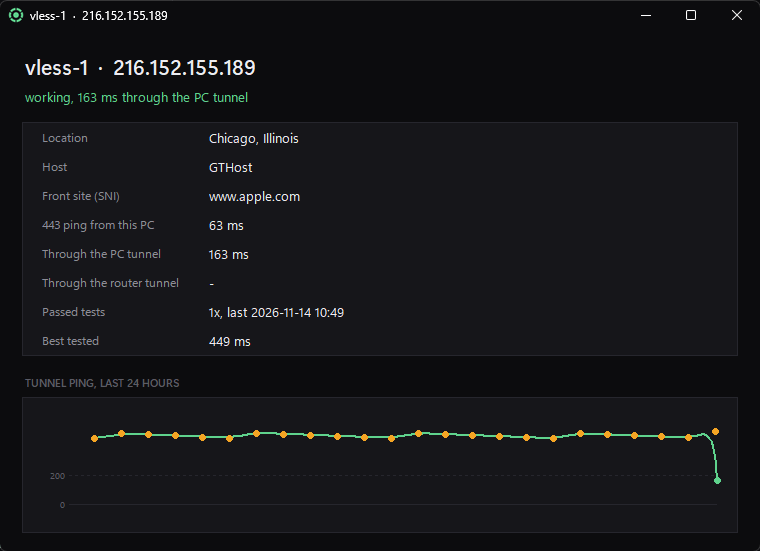 vless-1 · 216.152.155.189
vless-1 · 216.152.155.189
working, 163 ms through the PC tunnel
Location Chicago, Illinois
Host GTHost
Front site (SNI) www.apple.com
443 ping from this PC 63 ms
Through the PC tunnel 163 ms
Through the router tunnel -
Passed tests 1x, last 2026-11-14 10:49
Best tested 449 ms
TUNNEL PING, LAST 24 HOURS
200
0